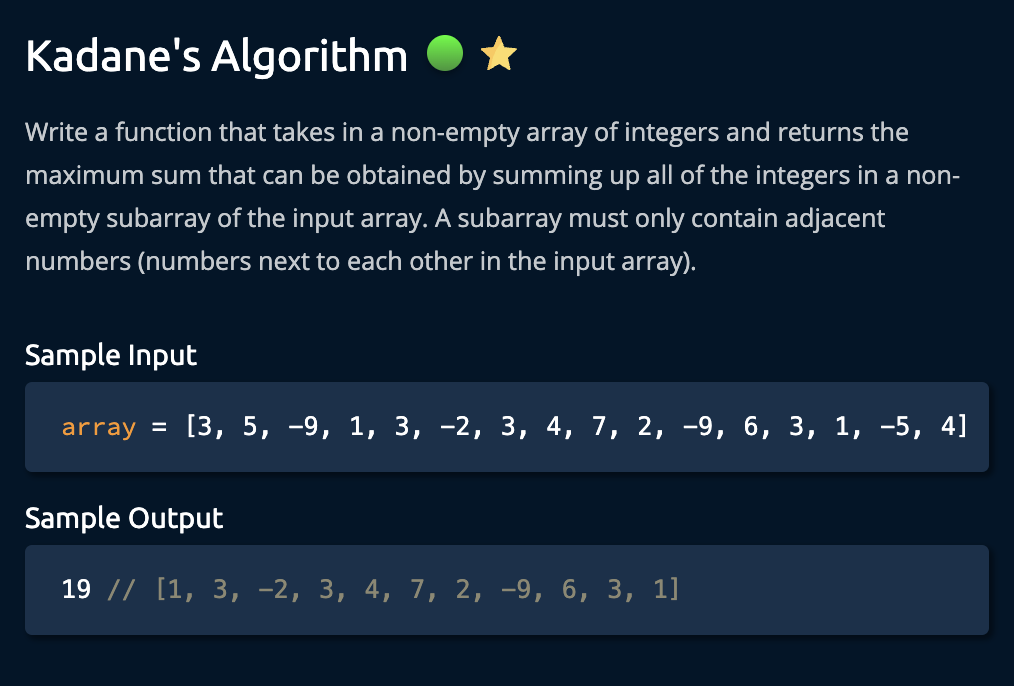 Kadane's Algorithm
Write a function that takes in a non-empty array of integers and returns the
maximum sum that can be obtained by summing up all of the integers in a non-
empty subarray of the input array. A subarray must only contain adjacent
numbers (numbers next to each other in the input array).
Sample Input
array = [3, 5, −9, 1, 3, −2, 3, 4, 7, 2, −9, 6, 3, 1, −5, 4]
Sample Output
19 // [1, 3, −2, 3, 4, 7, 2, −9, 6, 3, 1]